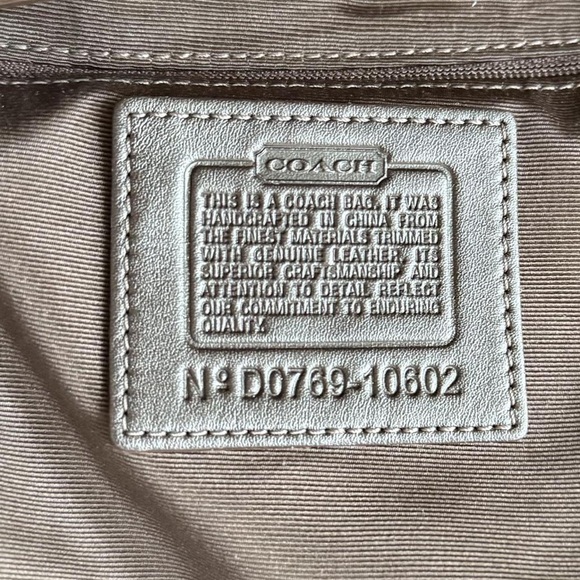 COACH
THIS IS A COACH BAG. IT WAS
HANDCRAFTED IN CHINA FROM
THE FINEST MATERIALS TRIMMED
WITH GENUINE LEATHER. ITS
SUPERIOR CRAFTSMANSHIP AND
ATTENTION TO DETAIL REFLECT
OUR COMMITMENT TO ENDURING
QUALITY.
Nº D0769-10602